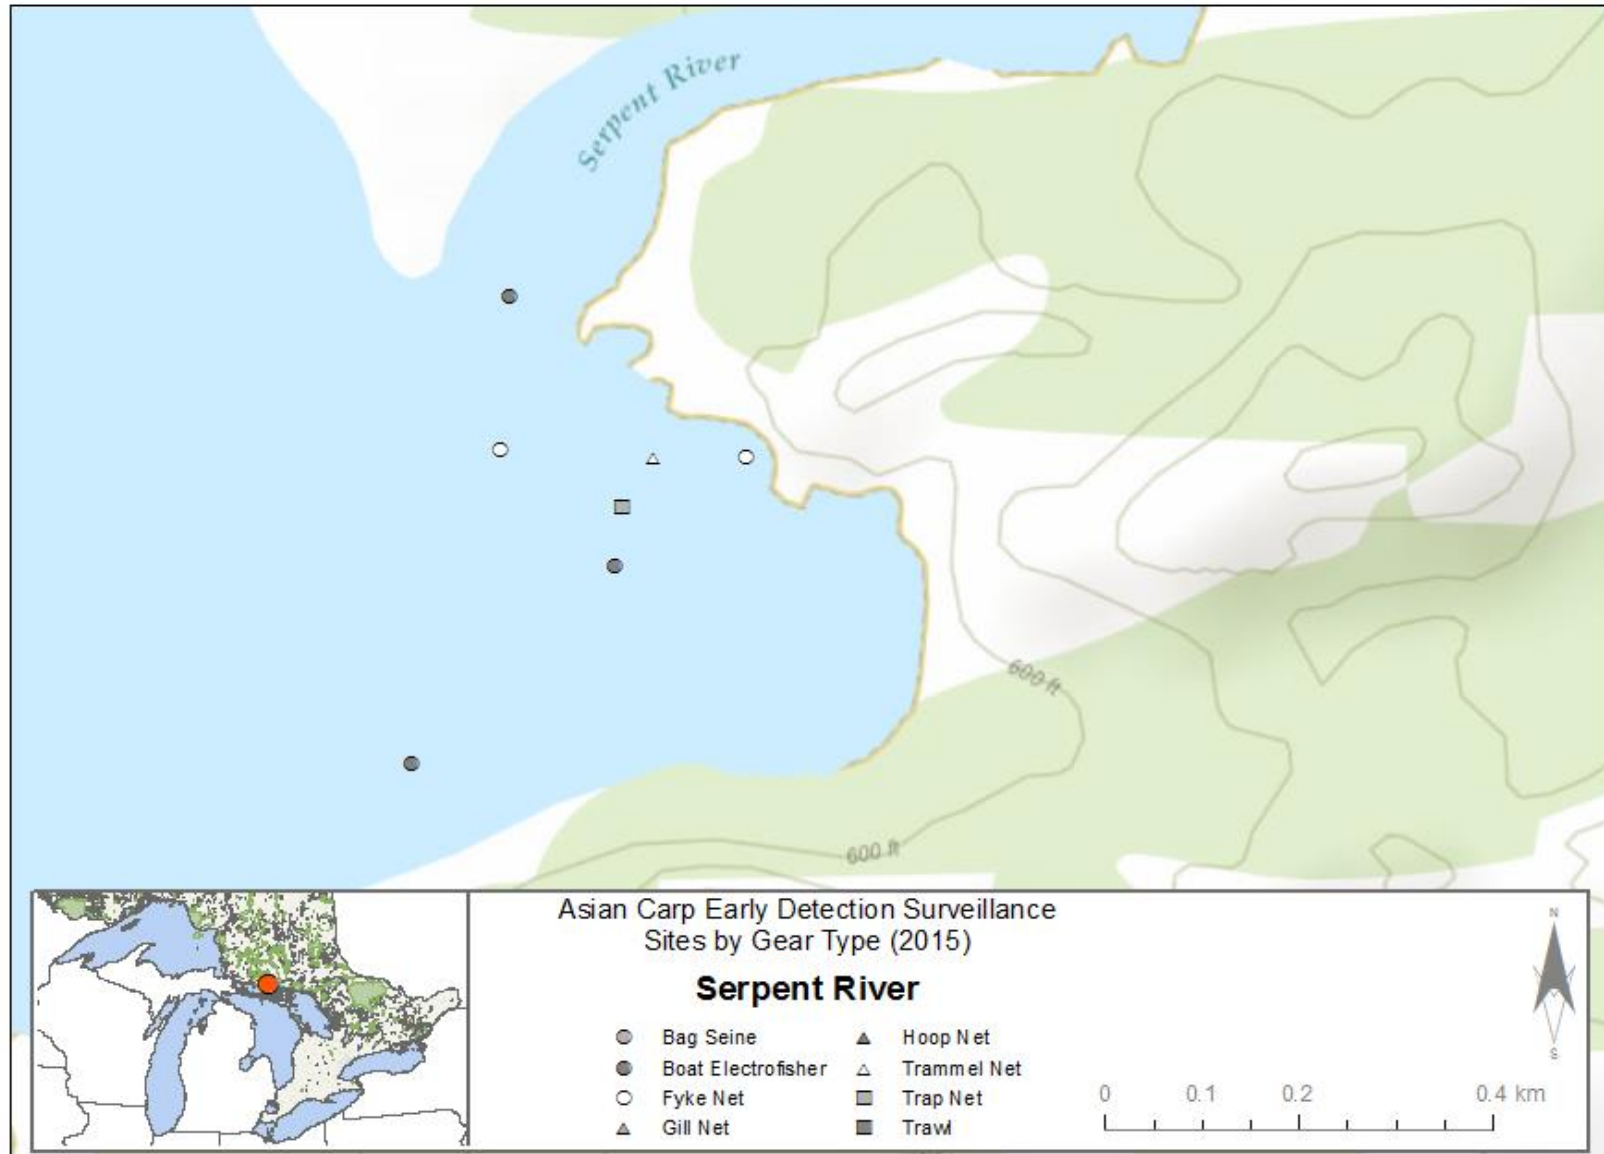 Serpent River
600 ft
600 ft
Asian Carp Early Detection Surveillance
Sites by Gear Type (2015)
Serpent River
Bag Seine
Boat Electrofisher
Fyke Net
Gill Net
Hoop Net
Trammel Net
Trap Net
Trawl
N
S
0 0.1 0.2 0.4 km